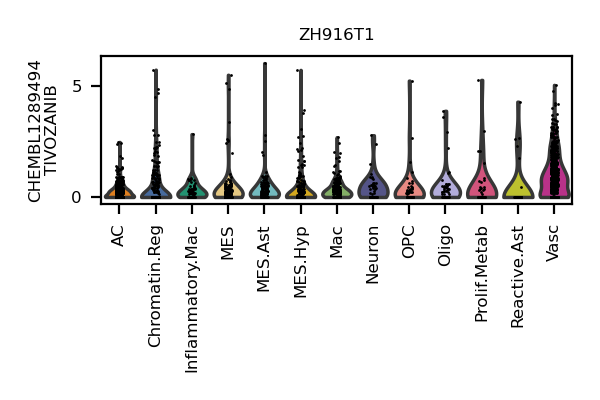 ZH916T1
CHEMBL1289494
TIVOZANIB
5
0
AC
Chromatin.Reg
Inflammatory.Mac
MES
MES.Ast
MES.Hyp
Mac
Neuron
OPC
Oligo
Prolif.Metab
Reactive.Ast
Vasc